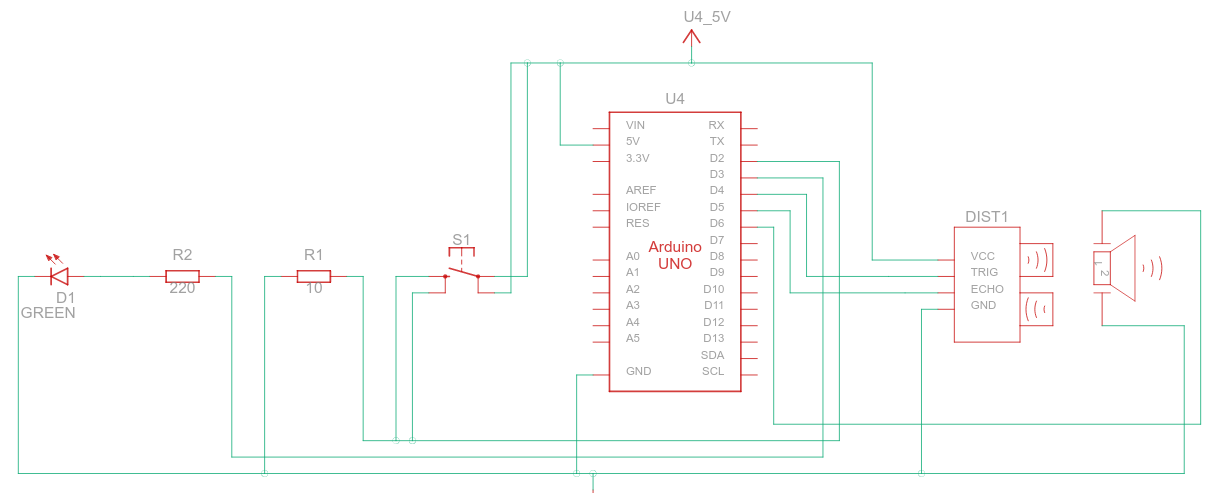 U4_5V
U4
VIN
5V
3.3V
AREF
IOREF
RES
A0
A1
A2
A3
A4
A5
GND
Arduino
UNO
RX
TX
D2
D3
D4
D5
D6
D7
D8
D9
D10
D11
D12
D13
SDA
SCL
D1
GREEN
R2
220
R1
10
S1
DIST1
VCC
TRIG
ECHO
GND
1
2